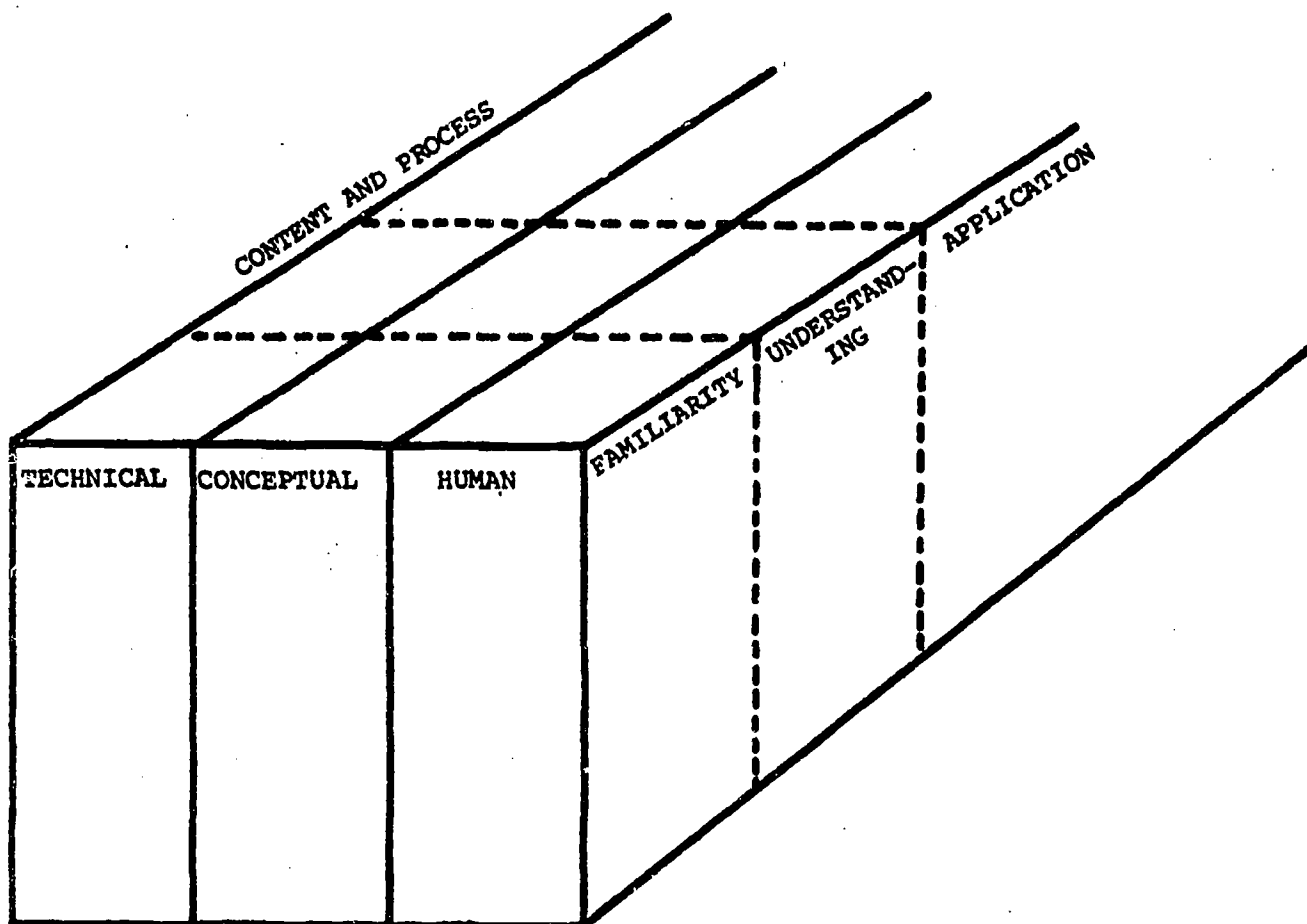 CONTENT AND PROCESS
APPLICATION
UNDERSTAND-
ING
FAMILIARITY
TECHNICAL
CONCEPTUAL
HUMAN